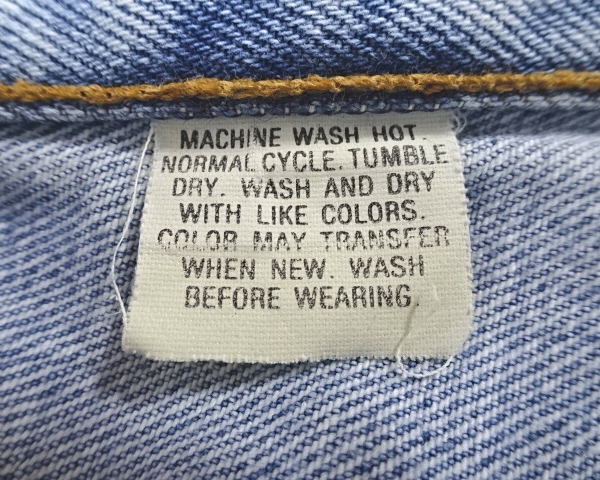 MACHINE WASH HOT.
NORMAL CYCLE. TUMBLE
DRY. WASH AND DRY
WITH LIKE COLORS.
COLOR MAY TRANSFER
WHEN NEW. WASH
BEFORE WEARING.